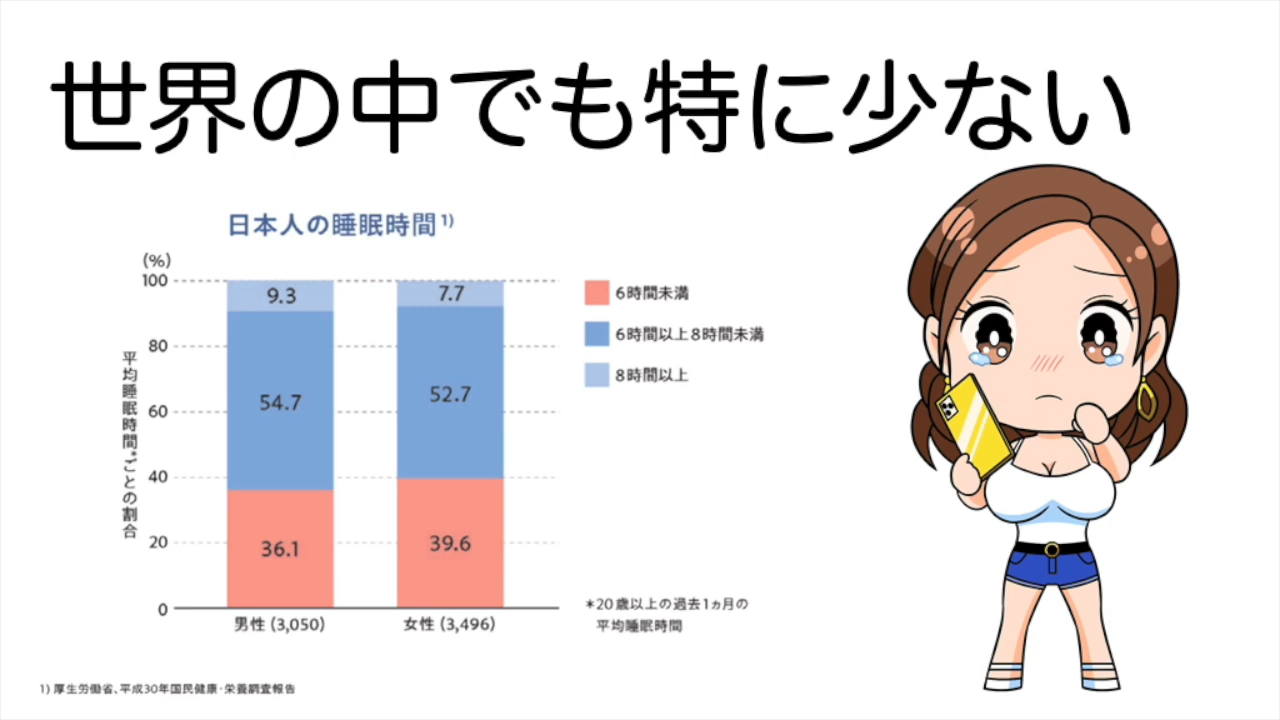 世界の中でも特に少ない
日本人の睡眠時間1)
(%)
100
80
60
40
20
0
平均睡眠時間*ごとの割合
9.3
54.7
36.1
7.7
52.7
39.6
男性 (3,050)
女性 (3,496)
6時間未満
6時間以上8時間未満
8時間以上
*20歳以上の過去1ヵ月の
平均睡眠時間
1) 厚生労働省、平成30年国民健康・栄養調査報告